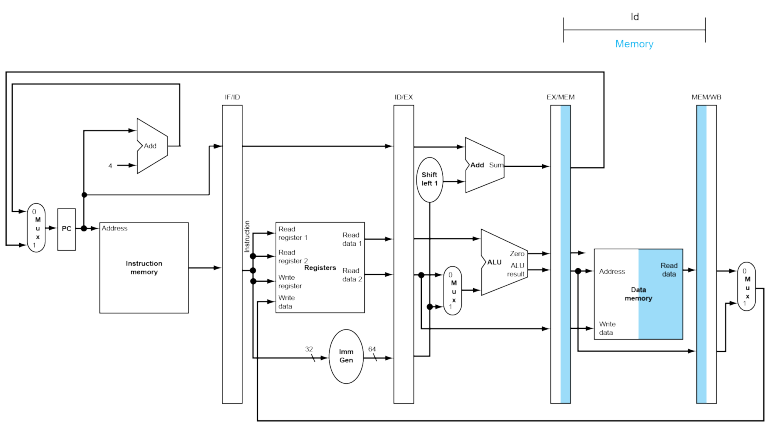 ld
Memory
IF/ID
ID/EX
EX/MEM
MEM/WB
Add
4
Add Sum
Shift
left 1
0
M
u
x
1
PC
Address
Instruction
memory
Instruction
Read
register 1
Read
register 2
Write
register
Write
data
Registers
Read
data 1
Read
data 2
0
M
u
x
1
Zero
ALU
ALU
result
Address
Write
data
Read
data
Data
memory
0
M
u
x
1
32
Imm
Gen
64